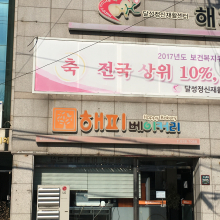 달성정신재활센터 해
2017년도 보건복지부
축 전국 상위 10%,
달성정신재활
Happy Bakery
해피베이커리